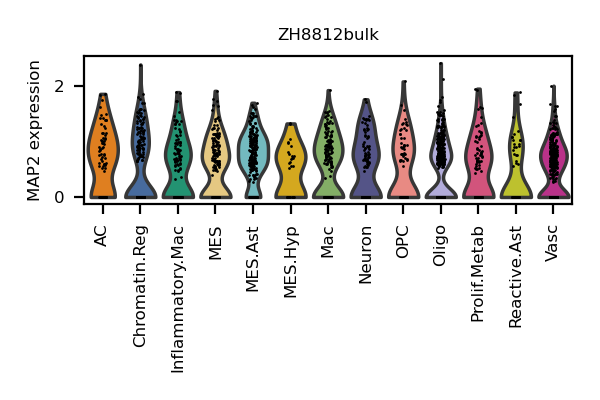 ZH8812bulk
MAP2 expression
2
0
AC
Chromatin.Reg
Inflammatory.Mac
MES
MES.Ast
MES.Hyp
Mac
Neuron
OPC
Oligo
Prolif.Metab
Reactive.Ast
Vasc